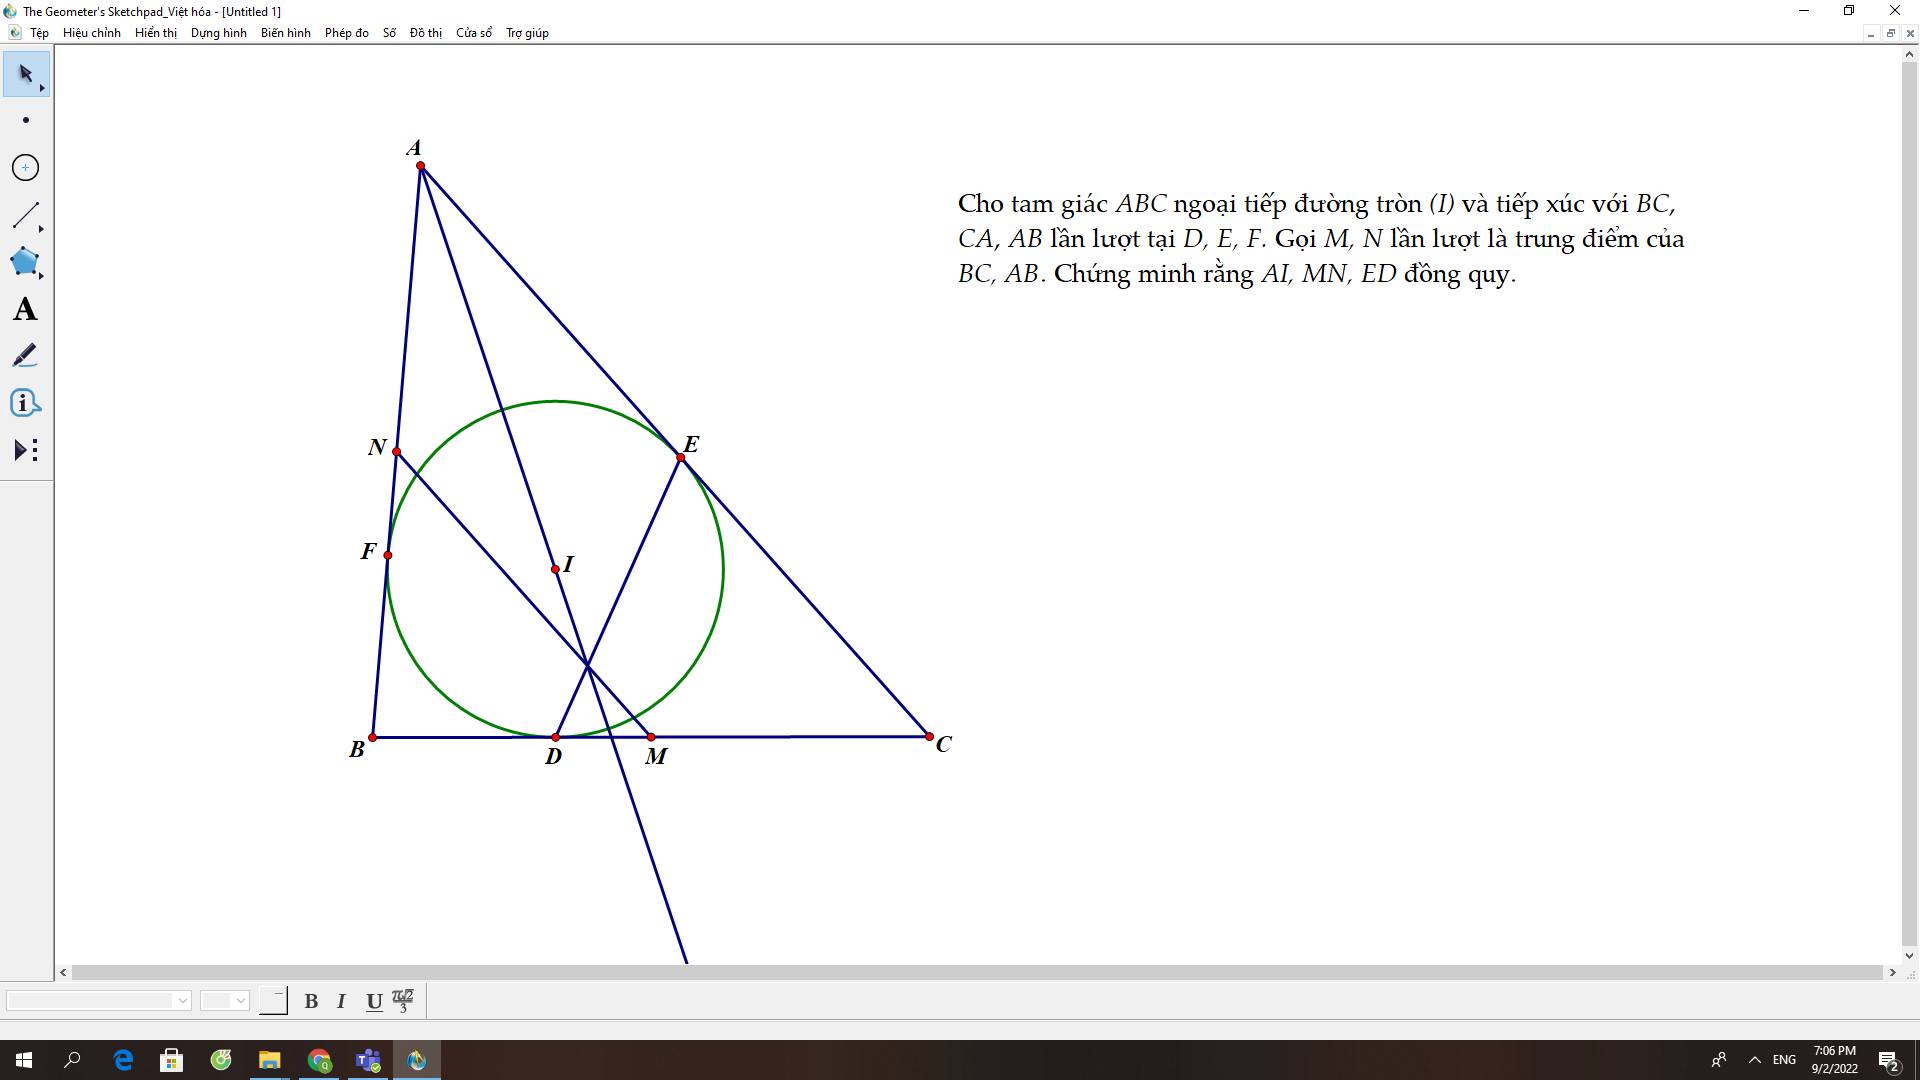 The Geometer's Sketchpad_Việt hóa - [Untitled 1]
Tệp Hiệu chỉnh Hiển thị Dựng hình Biến hình Phép đo Số Đồ thị Cửa sổ Trợ giúp
A
Cho tam giác ABC ngoại tiếp đường tròn (I) và tiếp xúc với BC,
CA, AB lần lượt tại D, E, F. Gọi M, N lần lượt là trung điểm của
BC, AB. Chứng minh rằng AI, MN, ED đồng quy.
A
N
E
F
I
B
D
M
C
B I U
ENG
7:06 PM
9/2/2022
2